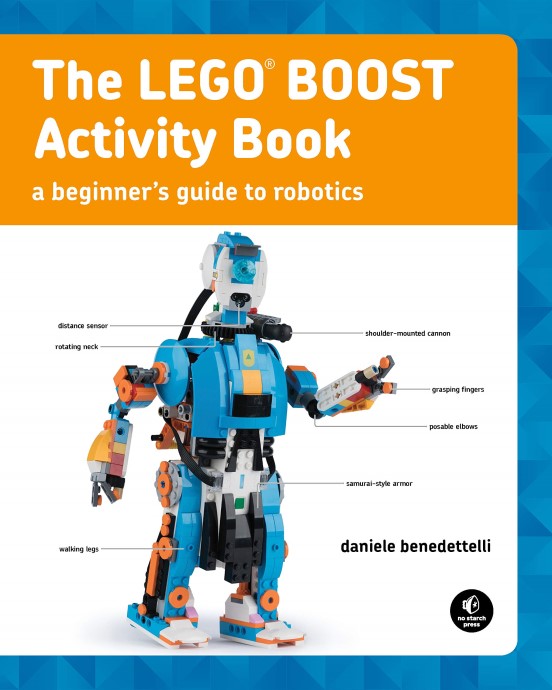 The LEGO® BOOST
Activity Book
a beginner's guide to robotics
distance sensor
shoulder-mounted cannon
rotating neck
grasping fingers
posable elbows
samurai-style armor
daniele benedettelli
walking legs
no starch
press